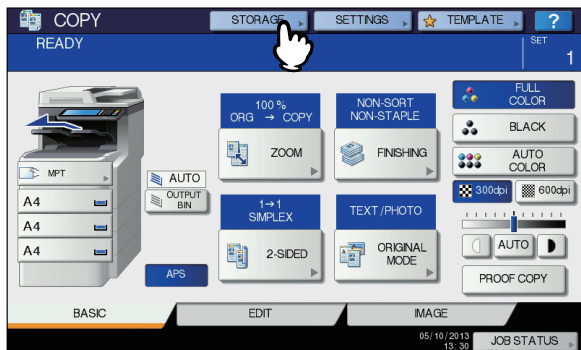 COPY
STORAGE
SETTINGS
TEMPLATE
?
READY
SET
1
100 %
ORG → COPY
ZOOM
NON-SORT
NON-STAPLE
FINISHING
FULL
COLOR
BLACK
AUTO
COLOR
300dpi
600dpi
MPT
A4
A4
A4
AUTO
OUTPUT
BIN
APS
1→1
SIMPLEX
2-SIDED
TEXT/PHOTO
ORIGINAL
MODE
AUTO
PROOF COPY
BASIC
EDIT
IMAGE
05/10/2013
13:30
JOB STATUS